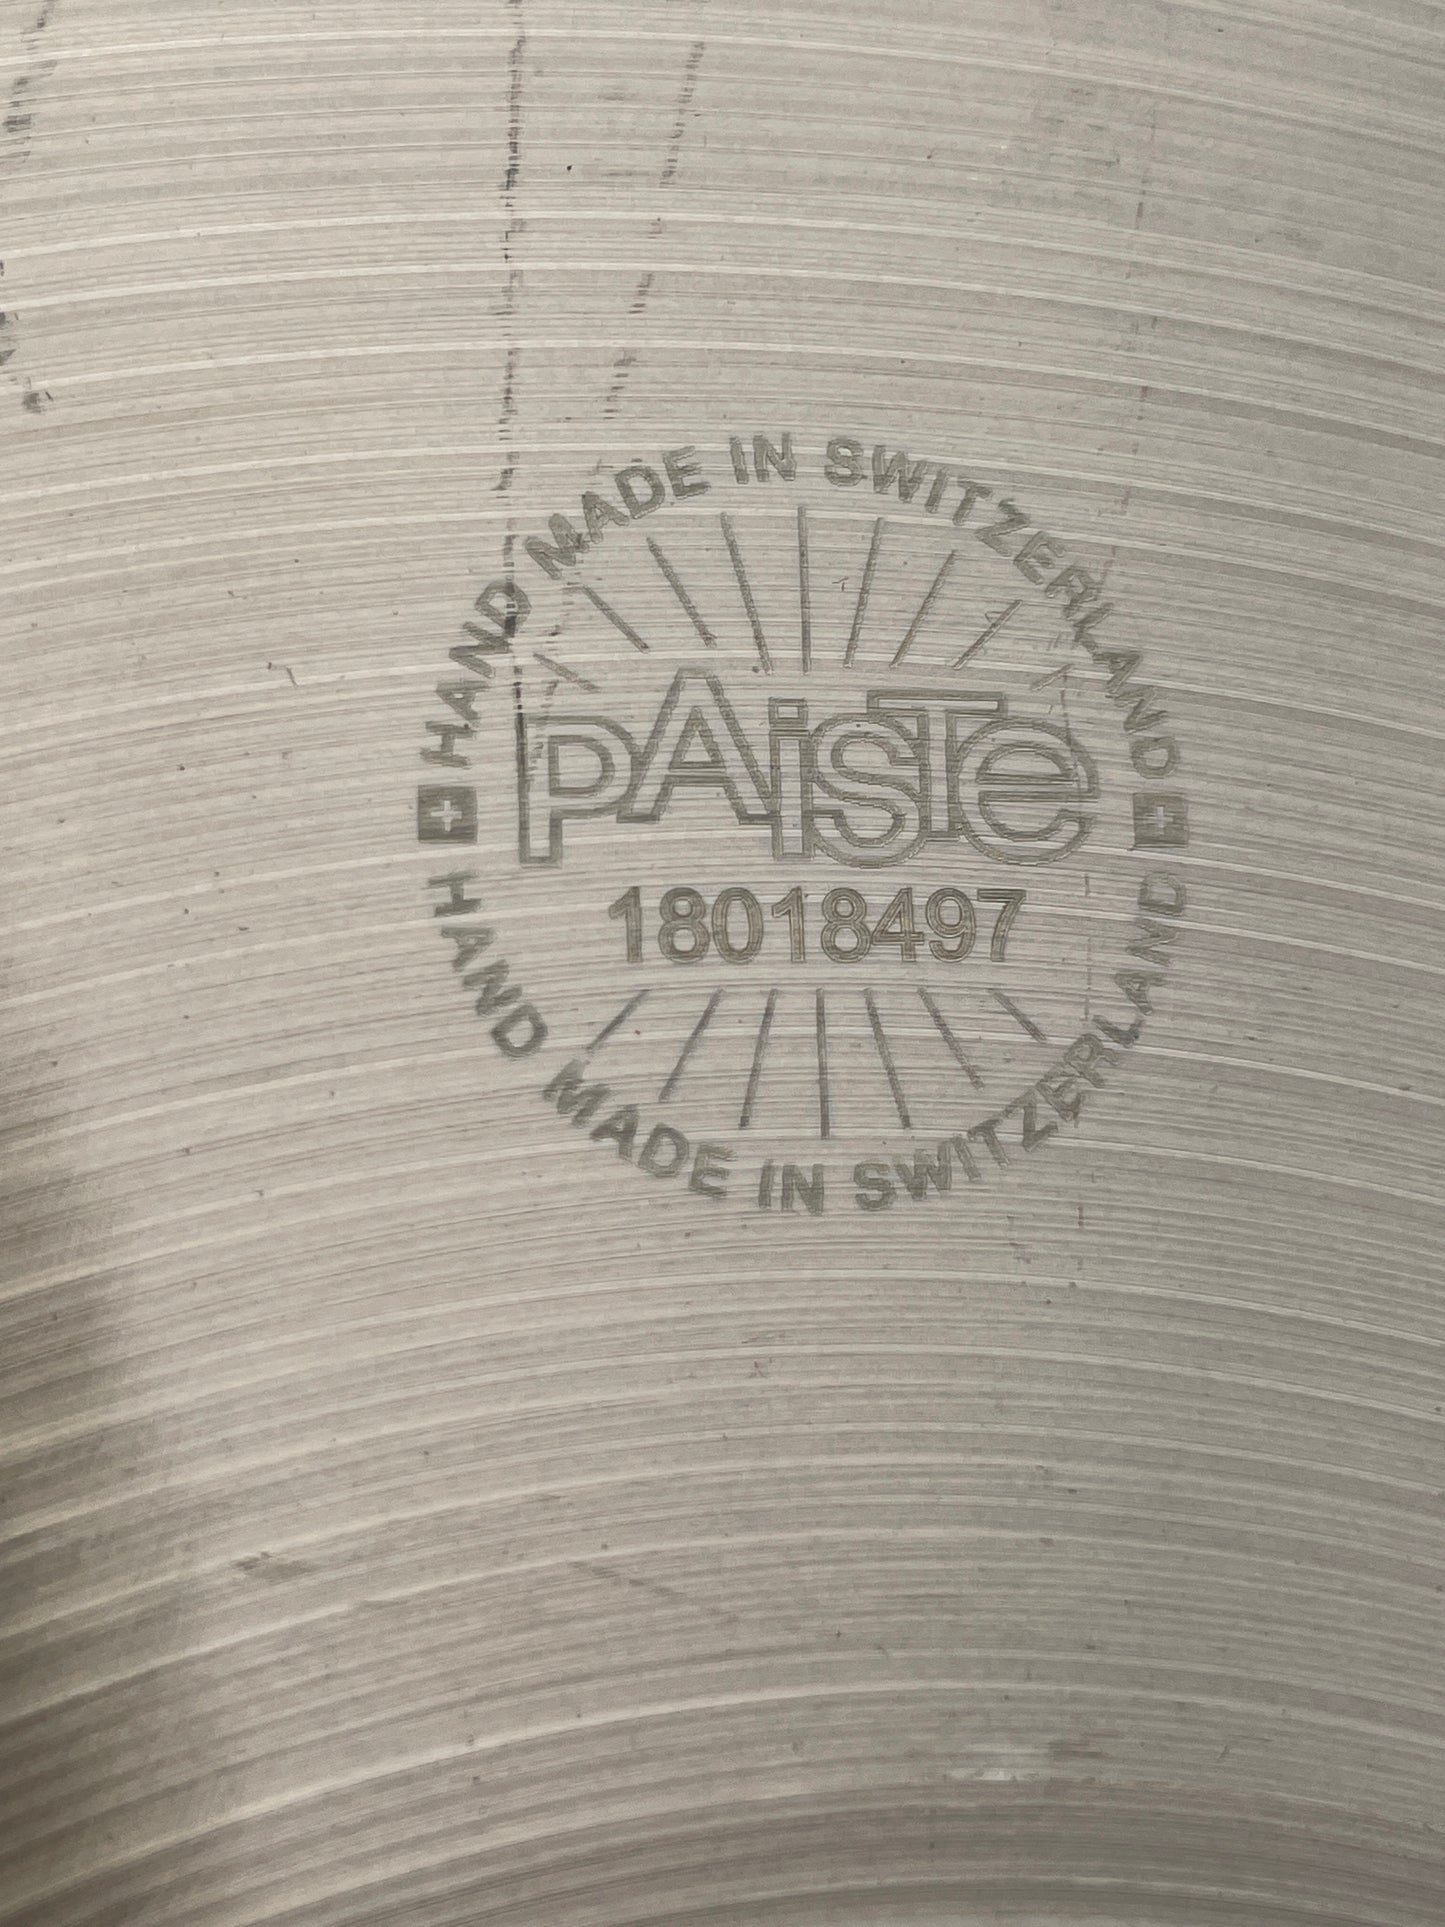 HAND MADE IN SWITZERLAND
PAiSTe
18018497
HAND MADE IN SWITZERLAND